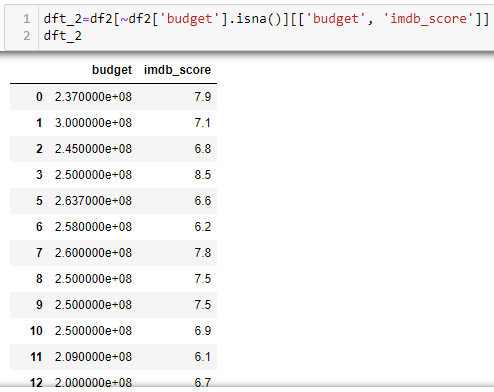 1 dft_2=df2[~df2['budget'].isna()][['budget', 'imdb_score']]
2 dft_2
budget imdb_score
0 2.370000e+08 7.9
1 3.000000e+08 7.1
2 2.450000e+08 6.8
3 2.500000e+08 8.5
5 2.637000e+08 6.6
6 2.580000e+08 6.2
7 2.600000e+08 7.8
8 2.500000e+08 7.5
9 2.500000e+08 7.5
10 2.500000e+08 6.9
11 2.090000e+08 6.1
12 2.000000e+08 6.7